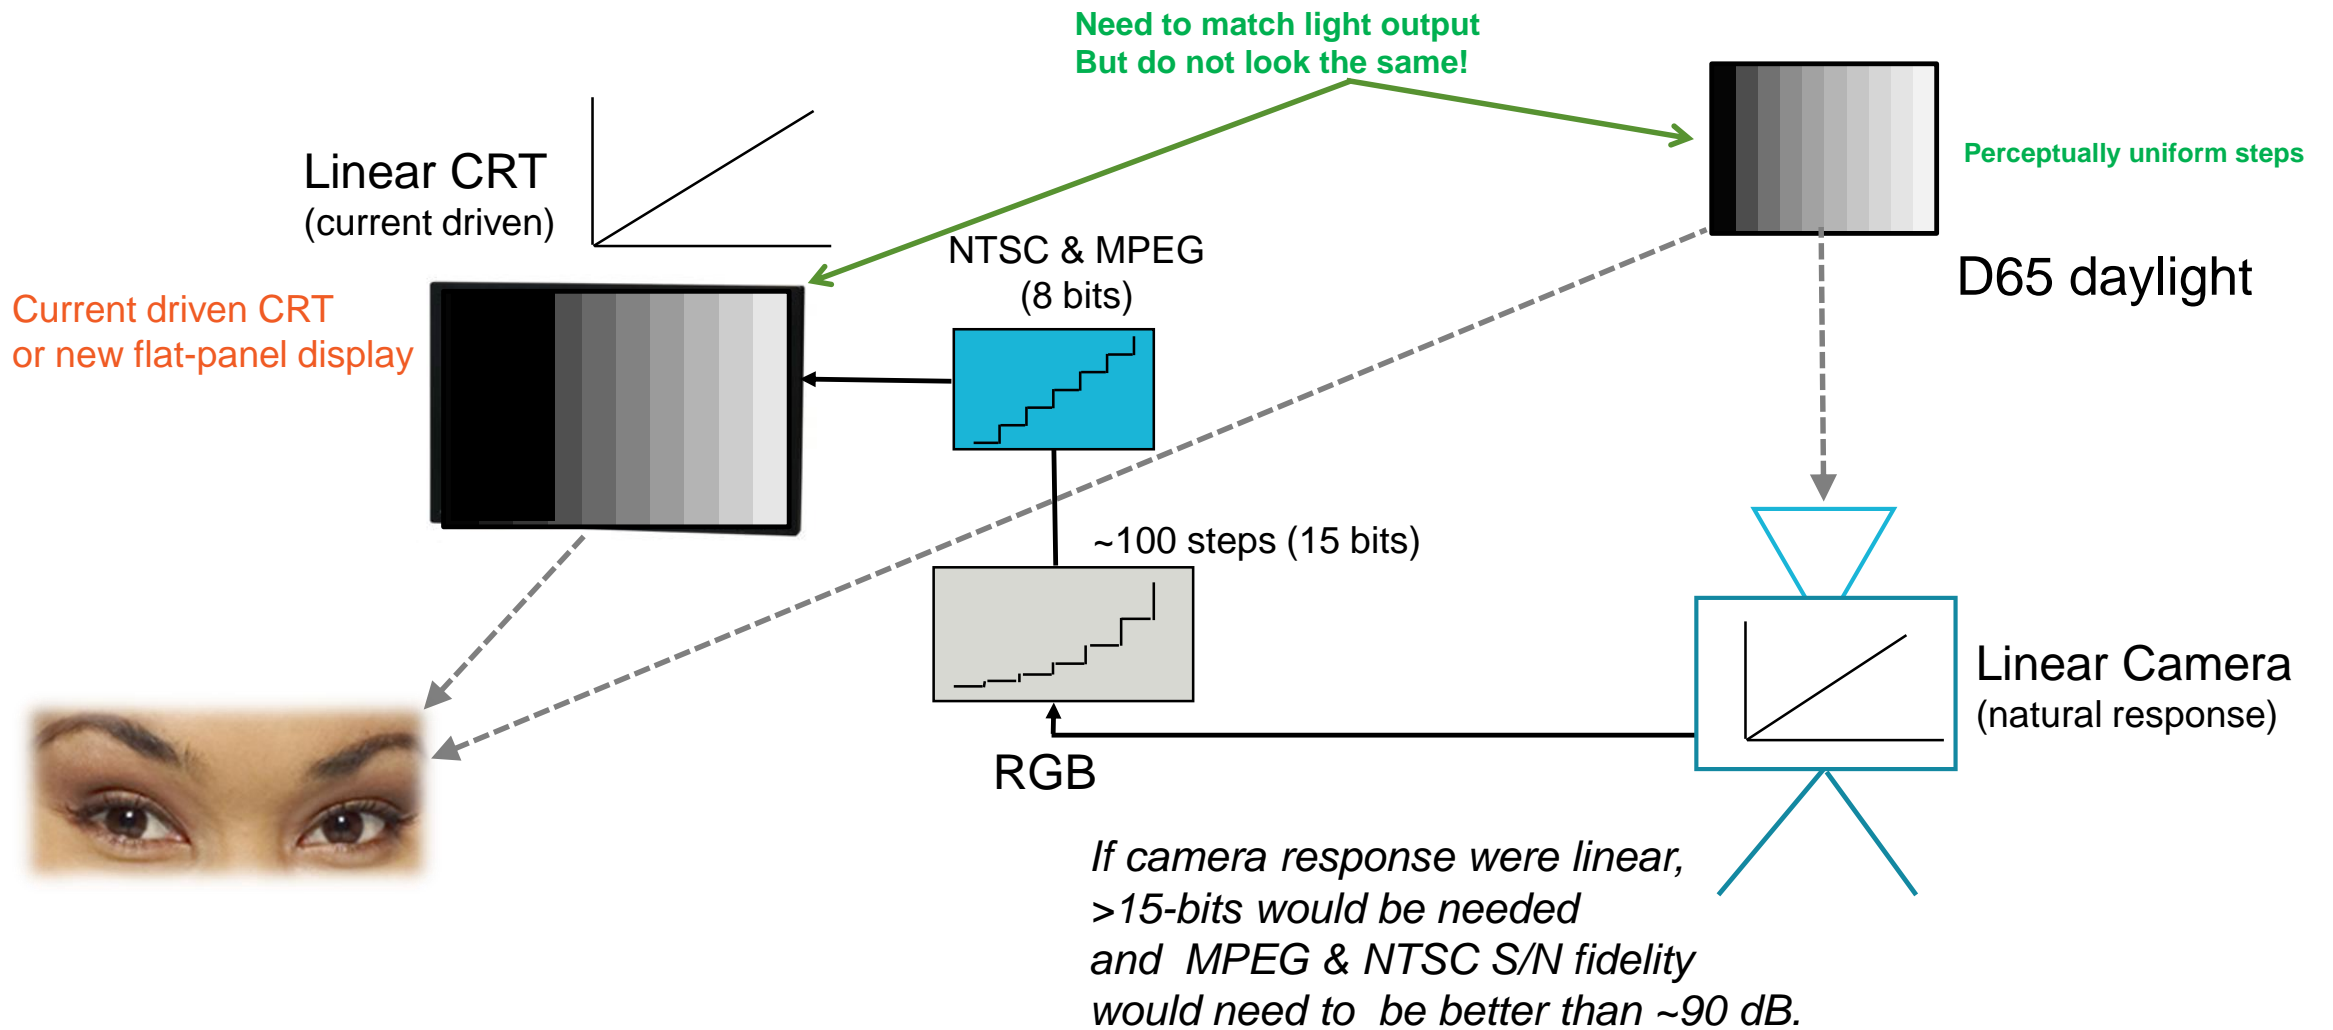 Need to match light output
But do not look the same!
Perceptually uniform steps
Linear CRT
(current driven)
NTSC & MPEG
(8 bits)
D65 daylight
Current driven CRT
or new flat-panel display
~100 steps (15 bits)
Linear Camera
(natural response)
RGB
If camera response were linear,
>15-bits would be needed
and MPEG & NTSC S/N fidelity
would need to be better than ~90 dB.